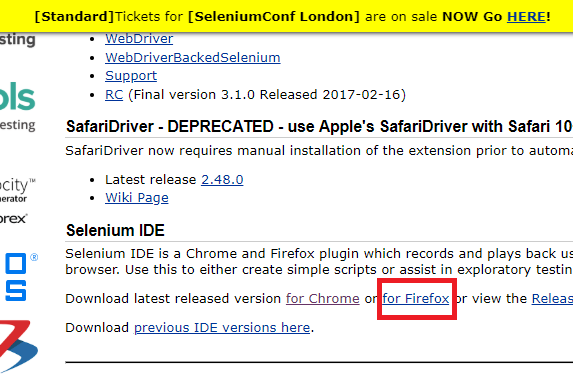 [Standard]Tickets for [SeleniumConf London] are on sale NOW Go HERE!
esting
WebDriver
WebDriverBackedSelenium
Support
RC (Final version 3.1.0 Released 2017-02-16)
ols
esting
SafariDriver - DEPRECATED - use Apple's SafariDriver with Safari 10
SafariDriver now requires manual installation of the extension prior to automa
ocity™
nerator
orex®
Latest release 2.48.0
Wiki Page
Selenium IDE
Selenium IDE is a Chrome and Firefox plugin which records and plays back us
browser. Use this to either create simple scripts or assist in exploratory testin
OS®
Download latest released version for Chrome or for Firefox or view the Releas
Download previous IDE versions here.